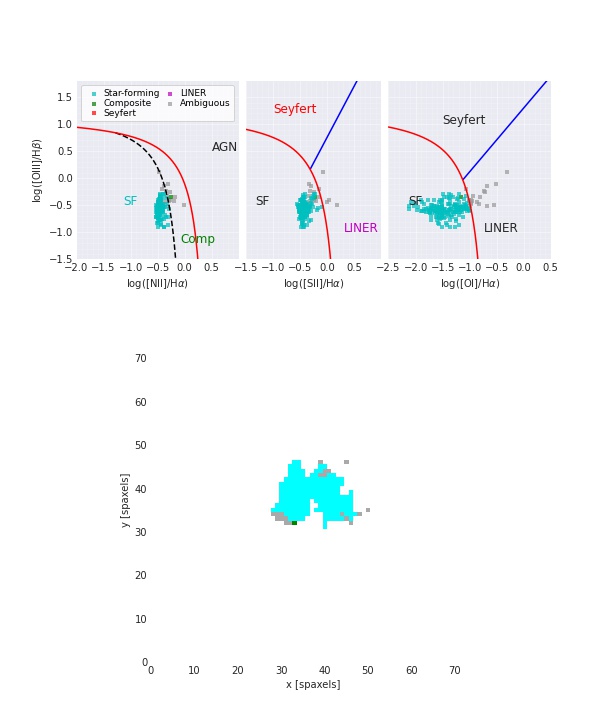 1.5
1.0
0.5
0.0
−0.5
−1.0
−1.5
log([OIII]/Hβ)
Star-forming
Composite
Seyfert
LINER
Ambiguous
AGN
SF
Comp
−2.0 −1.5 −1.0 −0.5 0.0 0.5
log([NII]/Hα)
Seyfert
SF
LINER
−1.5 −1.0 −0.5 0.0 0.5
log([SII]/Hα)
Seyfert
SF
LINER
−2.5 −2.0 −1.5 −1.0 −0.5 0.0 0.5
log([OI]/Hα)
70
60
50
40
30
20
10
0
y [spaxels]
0 10 20 30 40 50 60 70
x [spaxels]